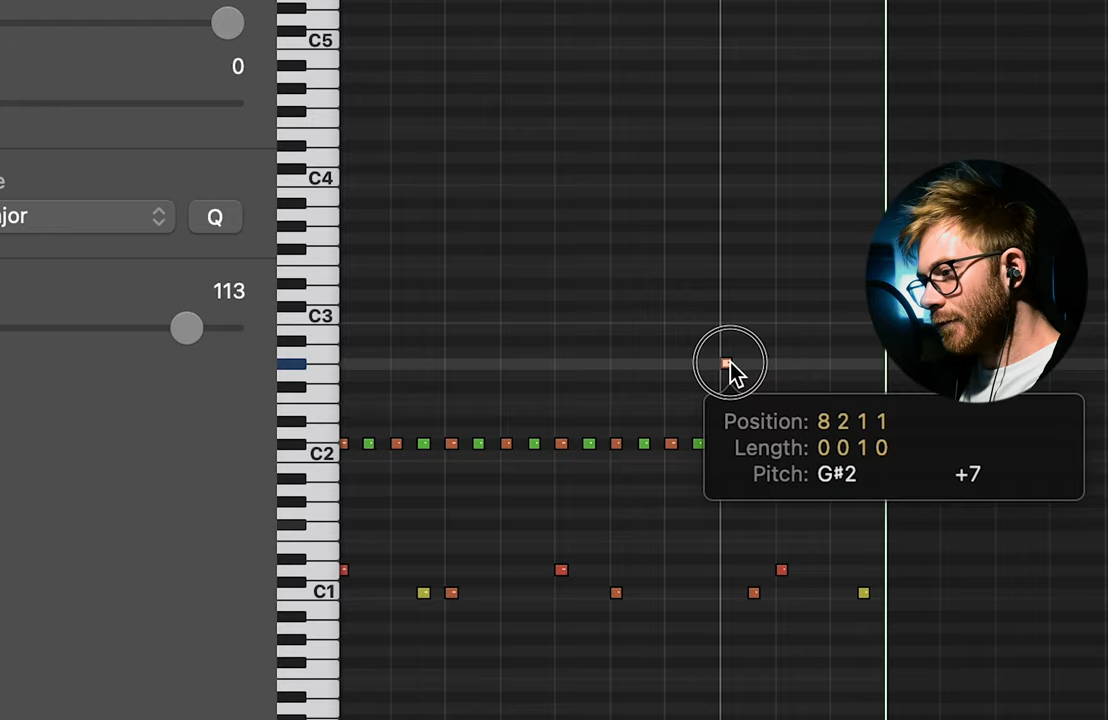 0
e
jor
Q
113
C5
C4
C3
C2
C1
Position: 8 2 1 1
Length: 0 0 1 0
Pitch: G♯2 +7